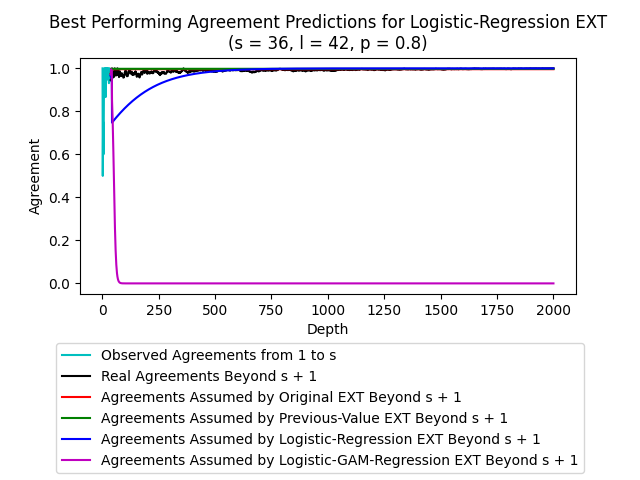 Best Performing Agreement Predictions for Logistic-Regression EXT
(s = 36, l = 42, p = 0.8)
1.0
0.8
0.6
0.4
0.2
0.0
Agreement
0 250 500 750 1000 1250 1500 1750 2000
Depth
Observed Agreements from 1 to s
Real Agreements Beyond s + 1
Agreements Assumed by Original EXT Beyond s + 1
Agreements Assumed by Previous-Value EXT Beyond s + 1
Agreements Assumed by Logistic-Regression EXT Beyond s + 1
Agreements Assumed by Logistic-GAM-Regression EXT Beyond s + 1